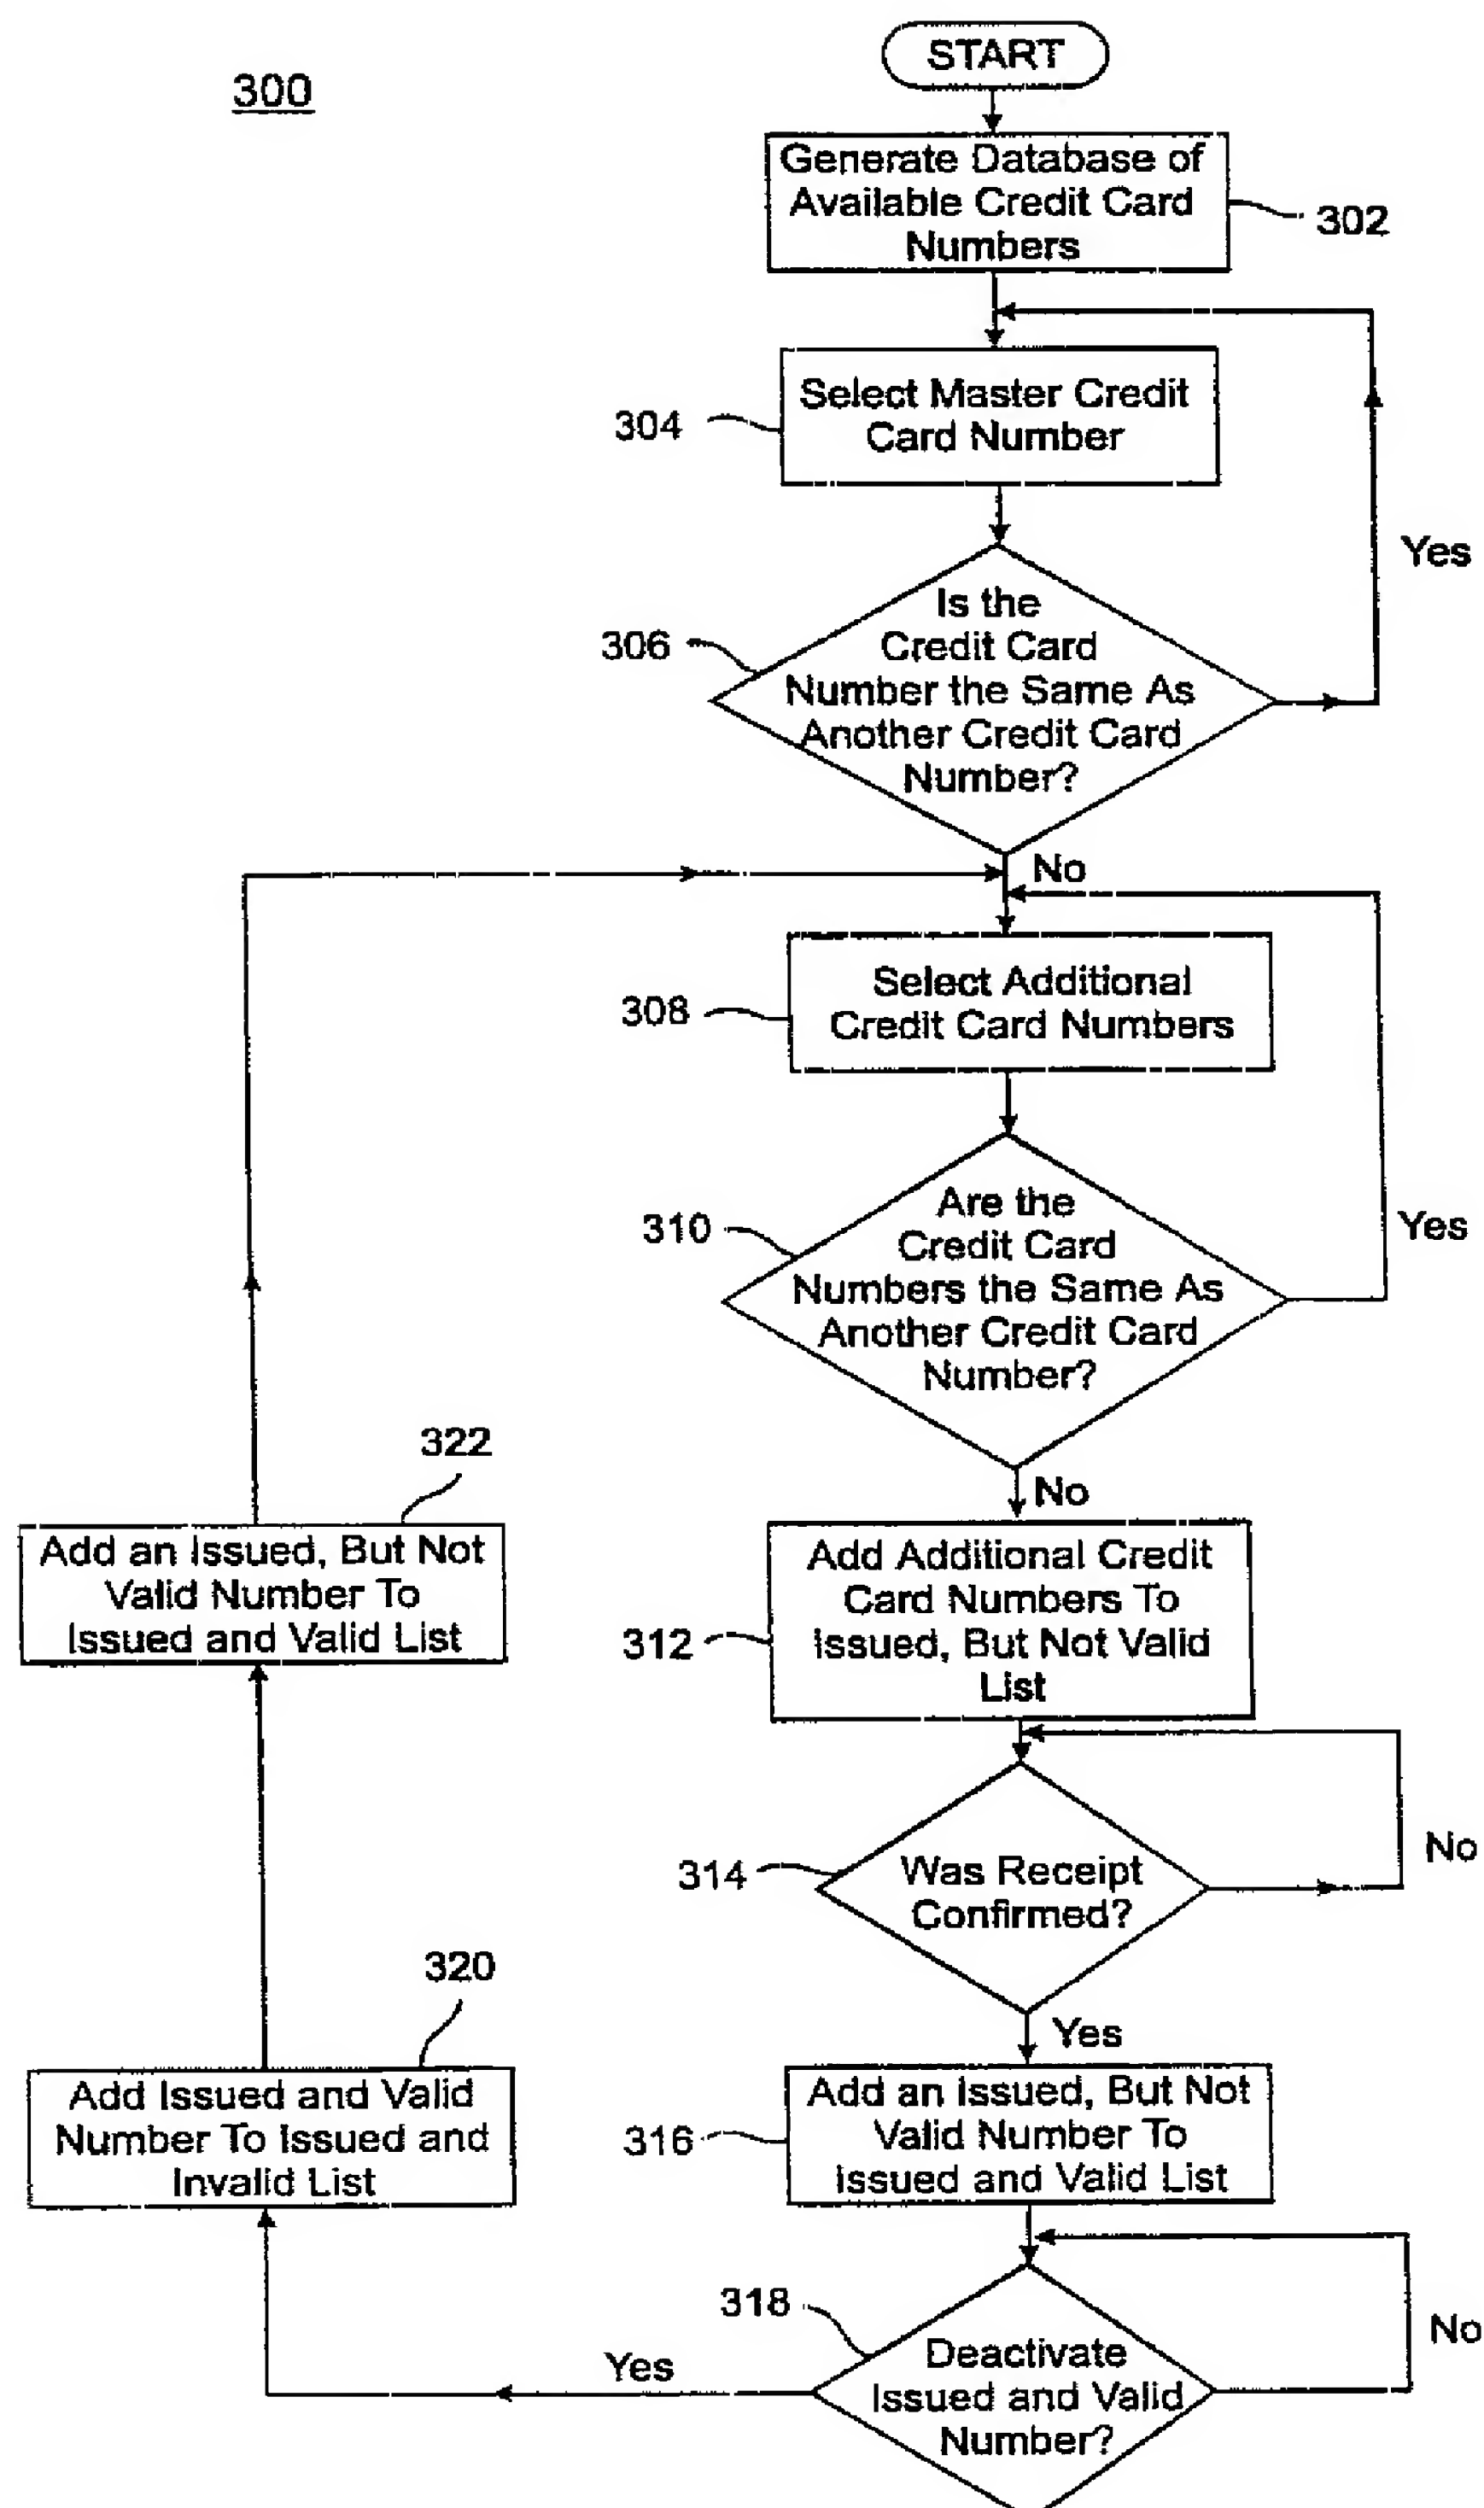 300
START
Generate Database of
Available Credit Card
Numbers
302
Select Master Credit
Card Number
304
Yes
Is the
Credit Card
Number the Same As
Another Credit Card
Number?
306
No
Select Additional
Credit Card Numbers
308
Are the
Credit Card
Numbers the Same As
Another Credit Card
Number?
310
Yes
No
322
Add an Issued, But Not
Valid Number To
Issued and Valid List
Add Additional Credit
Card Numbers To
Issued, But Not Valid
List
312
Was Receipt
Confirmed?
314
No
Yes
320
Add Issued and Valid
Number To Issued and
Invalid List
Add an Issued, But Not
Valid Number To
Issued and Valid List
316
318
Deactivate
Issued and Valid
Number?
No
Yes